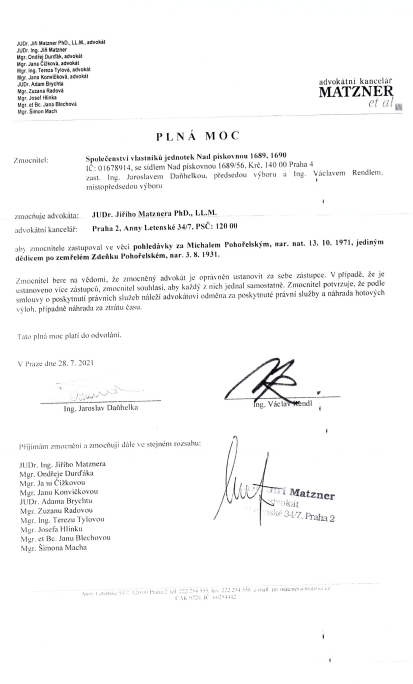 JUDr. Jiří Matzner PhD., LL.M., advokát
JUDr. Ing. Jiří Matzner
Mgr. Ondřej Durďák, advokát
Mgr. Jana Čížková, advokát
Mgr. Ing. Tereza Tylová, advokát
Mgr. Jana Konvičková, advokát
JUDr. Adam Brychta
Mgr. Zuzana Radová
Mgr. Josef Hlinka
Mgr. et Bc. Jana Blechová
Mgr. Šimon Mach
advokátní kancelář
MATZNER
et al
PLNÁ MOC
Zmocnitel: Společenství vlastníků jednotek Nad pískovnou 1689, 1690
IČ: 01678914, se sídlem Nad pískovnou 1689/56, Krč, 140 00 Praha 4
zast. Ing. Jaroslavem Daňhelkou, předsedou výboru a Ing. Václavem Rendlem,
místopředsedou výboru
zmocňuje advokáta: JUDr. Jiřího Matznera PhD., LL.M.
advokátní kancelář: Praha 2, Anny Letenské 34/7, PSČ: 120 00
aby zmocnitele zastupoval ve věci pohledávky za Michalem Pohořelským, nar. nat. 13. 10. 1971, jediným
dědicem po zemřelém Zdeňku Pohořelském, nar. 3. 8. 1931.
Zmocnitel bere na vědomí, že zmocněný advokát je oprávněn ustanovit za sebe zástupce. V případě, že je
ustanoveno více zástupců, zmocnitel souhlasí, aby každý z nich jednal samostatně. Zmocnitel potvrzuje, že podle
smlouvy o poskytnutí právních služeb náleží advokátovi odměna za poskytnuté právní služby a náhrada hotových
výloh, případně náhrada za ztrátu času.
Tato plná moc platí do odvolání.
V Praze dne 28. 7. 2021
Ing. Jaroslav Daňhelka Ing. Václav Rendl
Přijímám zmocnění a zmocňuji dále ve stejném rozsahu:
JUDr. Ing. Jiřího Matznera
Mgr. Ondřeje Durďáka
Mgr. Janu Čížkovou
Mgr. Janu Konvičkovou
JUDr. Adama Brychtu
Mgr. Zuzanu Radovou
Mgr. Ing. Terezu Tylovou
Mgr. Josefa Hlinku
Mgr. et Bc. Janu Blechovou
Mgr. Šimona Macha
Matzner
advokát
34/7, Praha 2